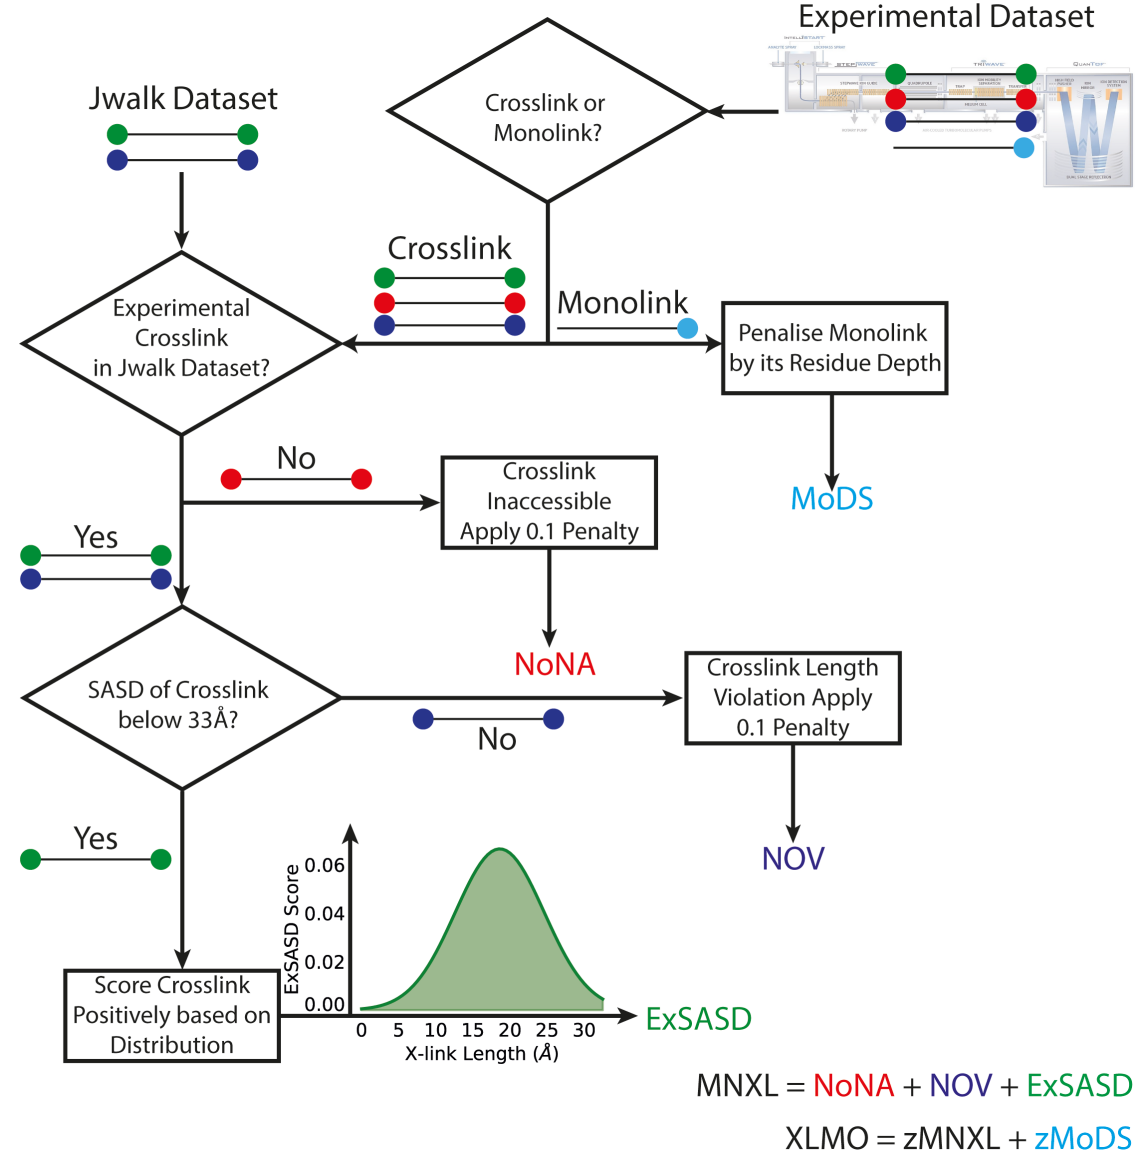 Experimental Dataset
INTELLISTART
STEPWAVE
TRIWAVE
QUANTOF
Jwalk Dataset
Crosslink or
Monolink?
Crosslink
Monolink
Experimental
Crosslink
in Jwalk Dataset?
Penalise Monolink
by its Residue Depth
MoDS
No
Crosslink
Inaccessible
Apply 0.1 Penalty
Yes
NoNA
SASD of Crosslink
below 33Å?
No
Crosslink Length
Violation Apply
0.1 Penalty
NOV
Yes
Score Crosslink
Positively based on
Distribution
ExSASD Score
0.06
0.04
0.02
0.00
0 5 10 15 20 25 30
X-link Length (Å)
ExSASD
MNXL = NoNA + NOV + ExSASD
XLMO = zMNXL + zMoDS